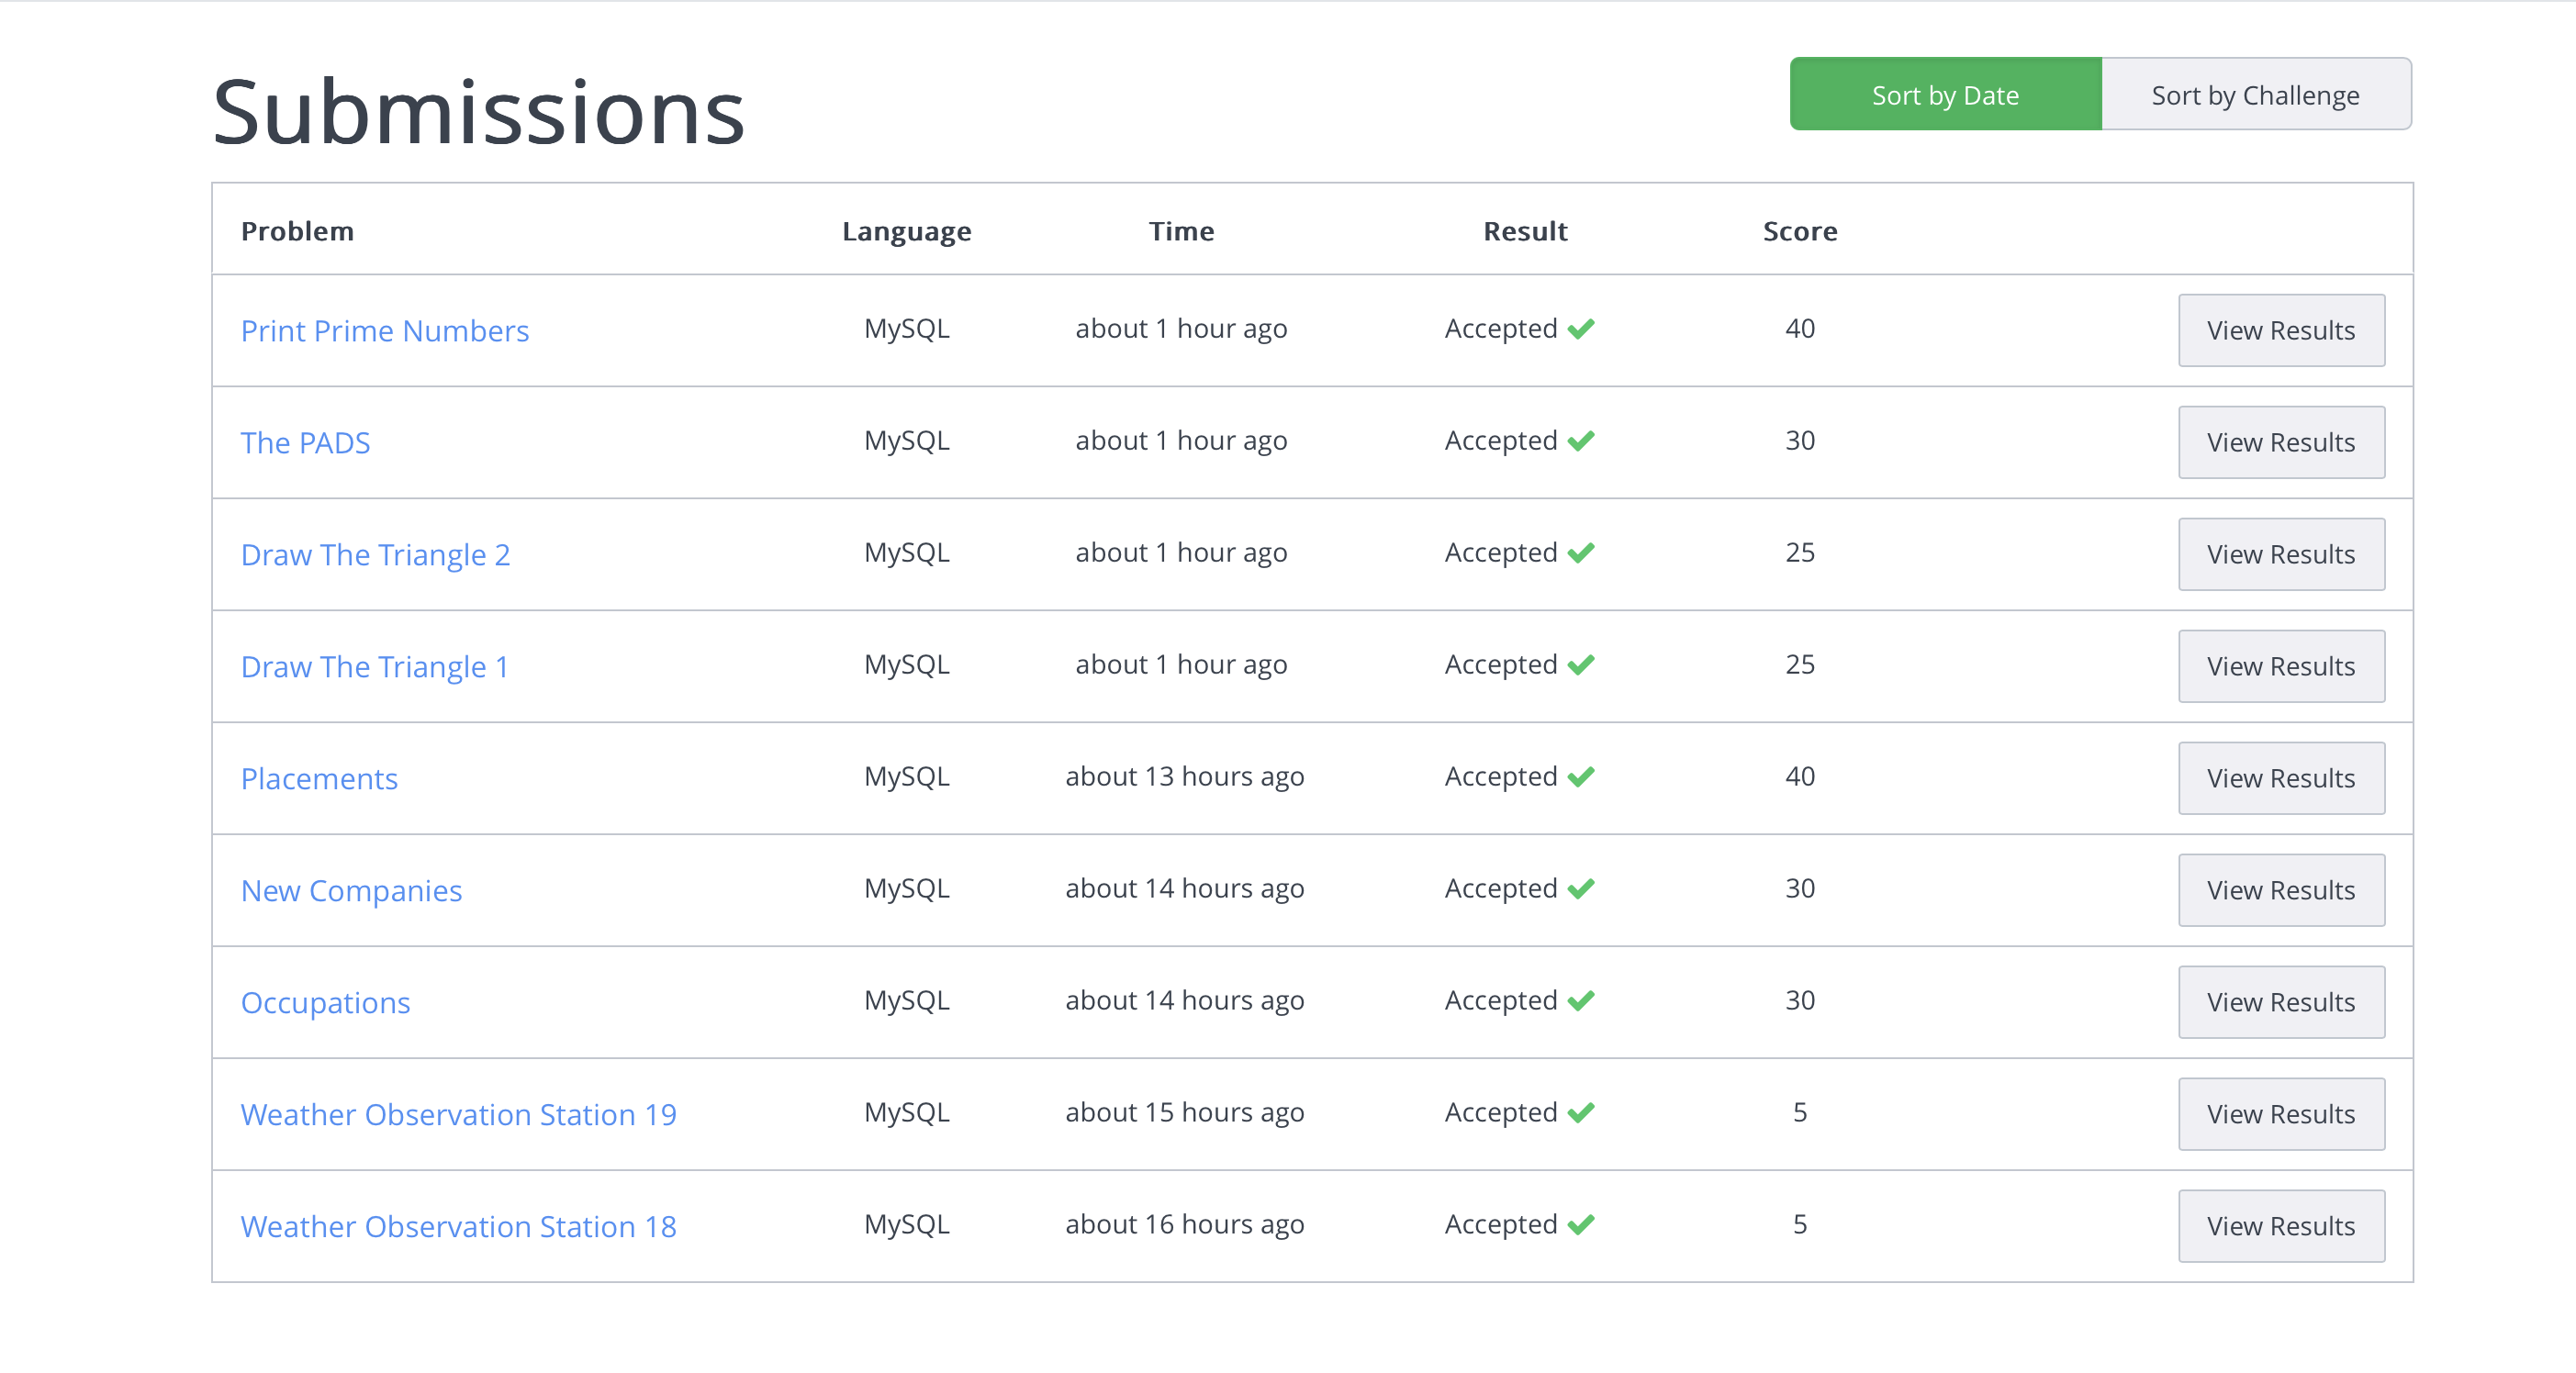 Submissions
Sort by Date Sort by Challenge
Problem Language Time Result Score
Print Prime Numbers MySQL about 1 hour ago Accepted 40 View Results
The PADS MySQL about 1 hour ago Accepted 30 View Results
Draw The Triangle 2 MySQL about 1 hour ago Accepted 25 View Results
Draw The Triangle 1 MySQL about 1 hour ago Accepted 25 View Results
Placements MySQL about 13 hours ago Accepted 40 View Results
New Companies MySQL about 14 hours ago Accepted 30 View Results
Occupations MySQL about 14 hours ago Accepted 30 View Results
Weather Observation Station 19 MySQL about 15 hours ago Accepted 5 View Results
Weather Observation Station 18 MySQL about 16 hours ago Accepted 5 View Results